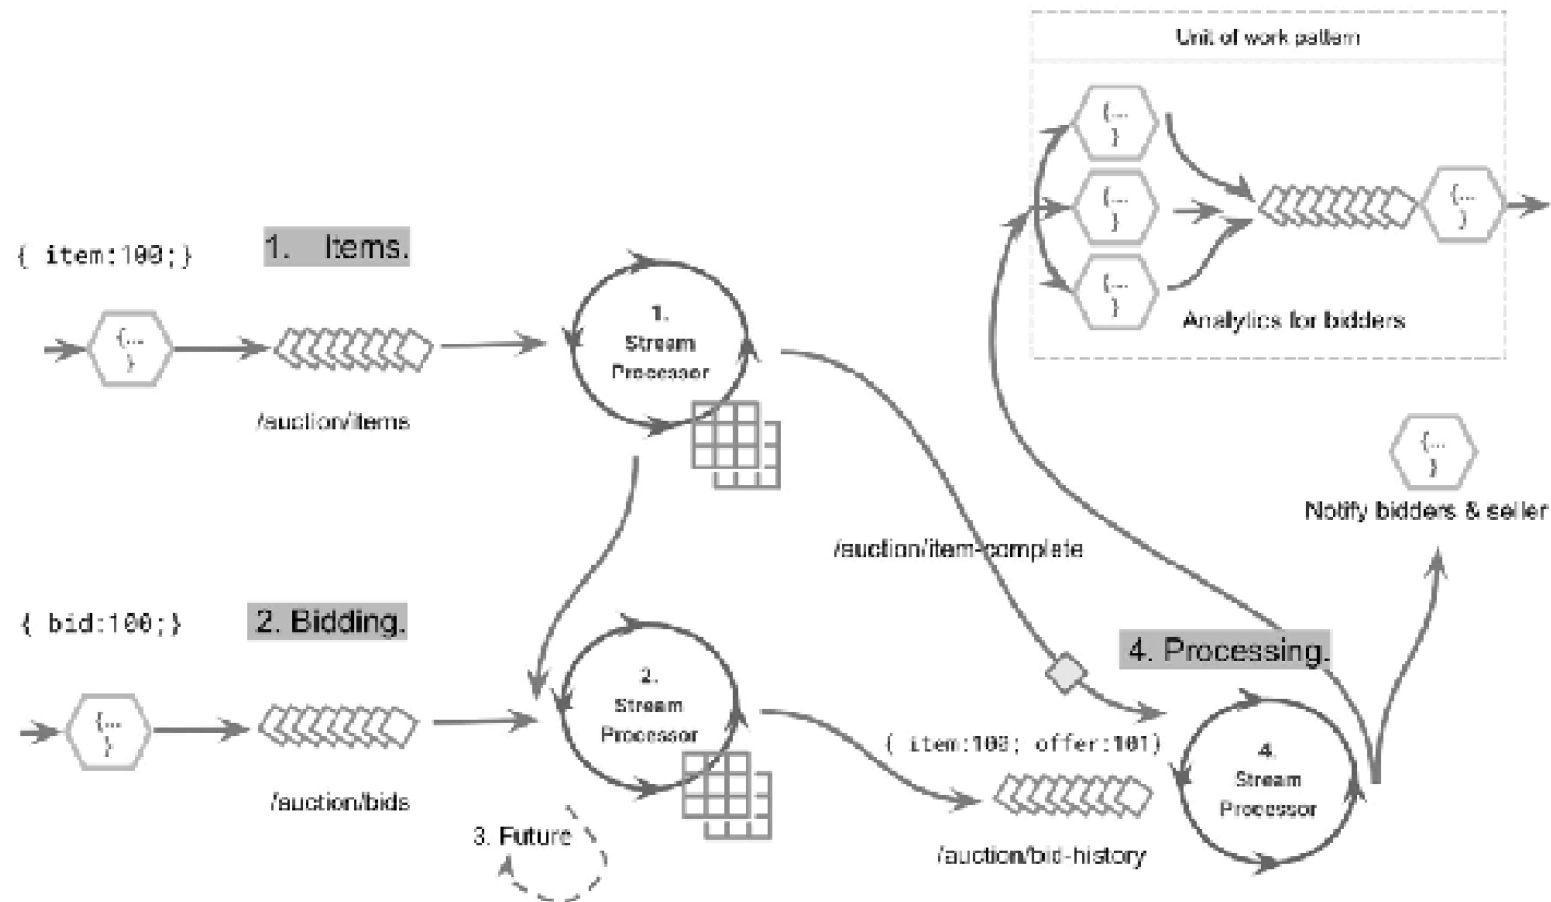 Unit of work pattern
{...
}
{...
}
{...
}
{...
}
Analytics for bidders
{ item:100;}
1. Items.
{...
}
/auction/items
1.
Stream
Processor
{...
}
Notify bidders & seller
/auction/item-complete
{ bid:100;}
2. Bidding.
{...
}
/auction/bids
2.
Stream
Processor
3. Future
4. Processing.
{ item:100; offer:101}
/auction/bid-history
4.
Stream
Processor